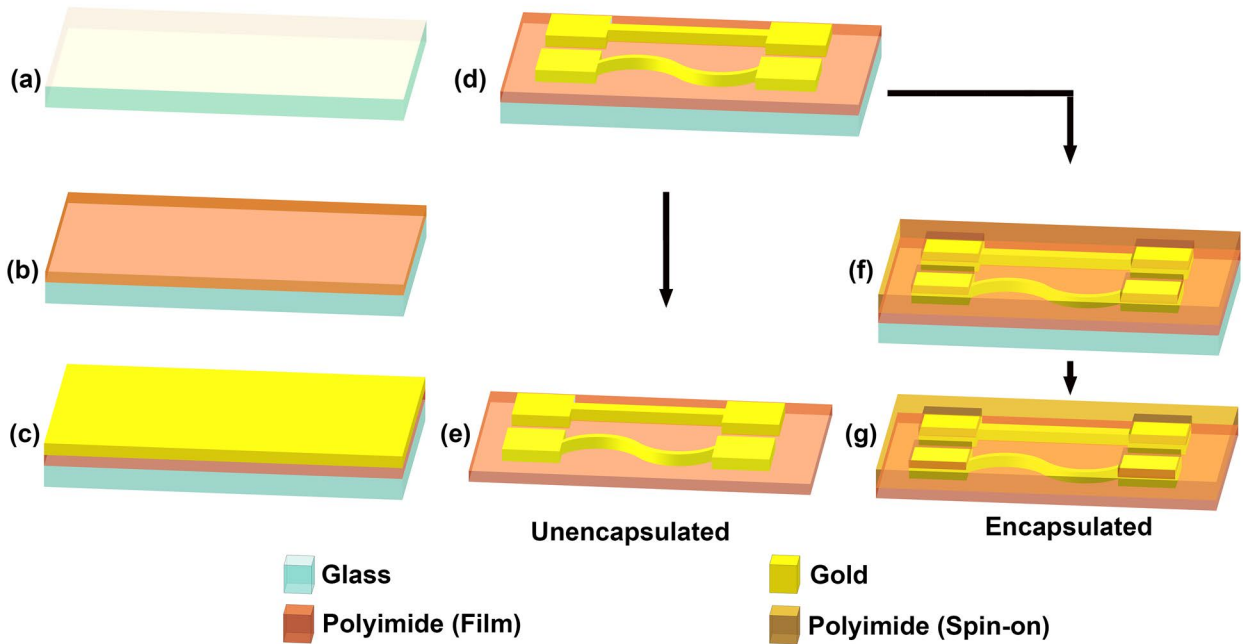 (a)
(d)
(b)
(f)
(c)
(e)
(g)
Unencapsulated
Encapsulated
Glass
Gold
Polyimide (Film)
Polyimide (Spin-on)